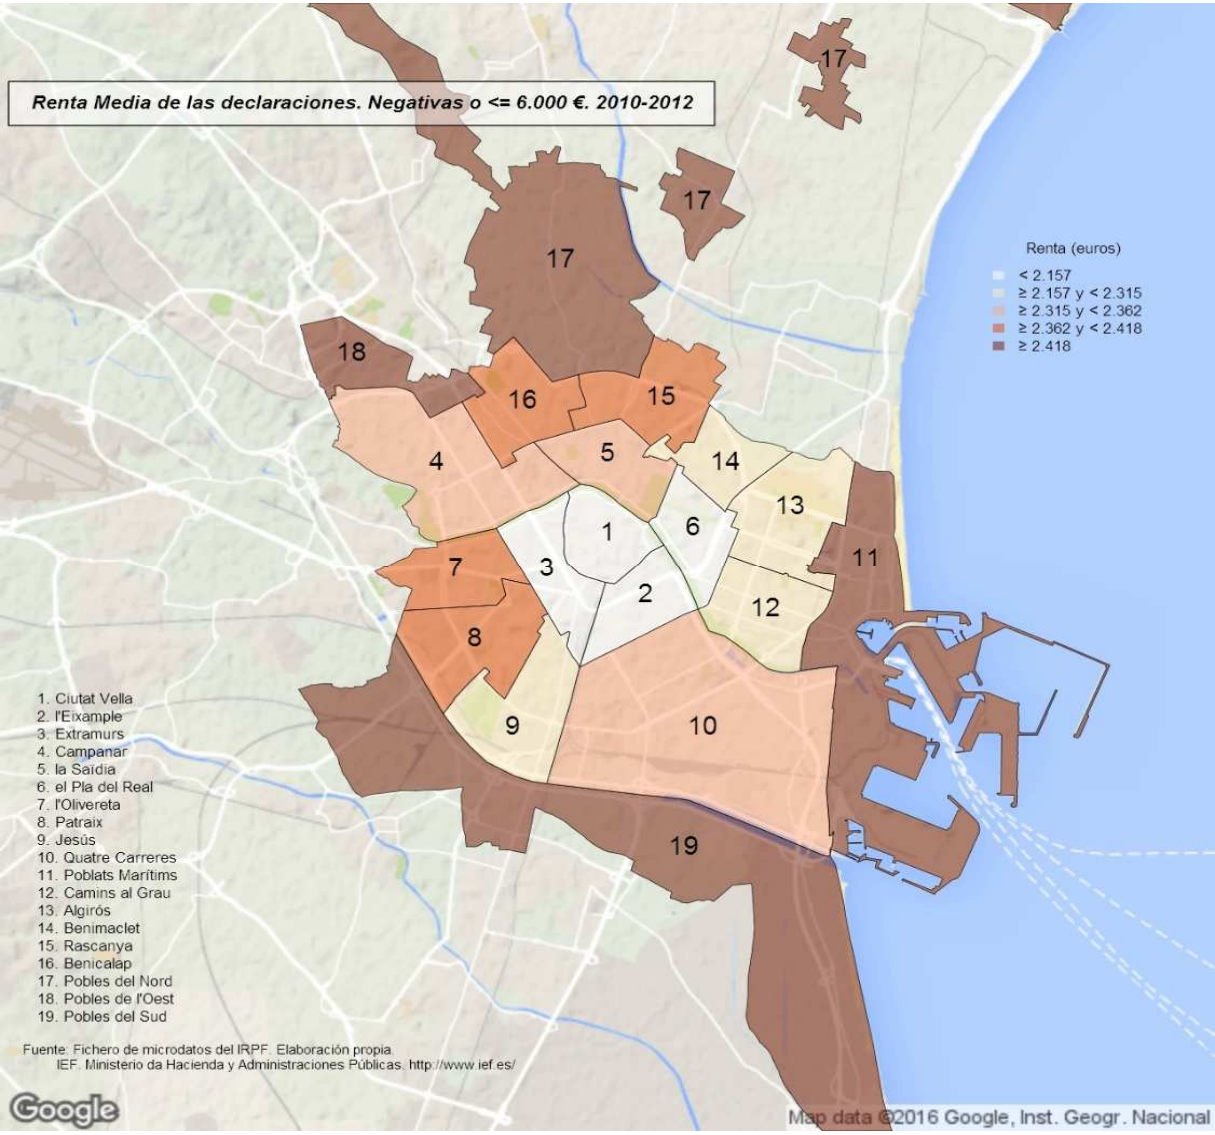 17
Renta Media de las declaraciones. Negativas o <= 6.000 €. 2010-2012
17
17
Renta (euros)
< 2.157
≥ 2.157 y < 2.315
≥ 2.315 y < 2.362
≥ 2.362 y < 2.418
≥ 2.418
18
16
15
5
4
14
13
6
1
3
7
11
2
12
8
9
10
19
1. Ciutat Vella
2. l'Eixample
3. Extramurs
4. Campanar
5. la Saïdia
6. el Pla del Real
7. l'Olivereta
8. Patraix
9. Jesús
10. Quatre Carreres
11. Poblats Marítims
12. Camins al Grau
13. Algirós
14. Benimaclet
15. Rascanya
16. Benicalap
17. Pobles del Nord
18. Pobles de l'Oest
19. Pobles del Sud
Fuente: Fichero de microdatos del IRPF. Elaboración propia.
IEF. Ministerio da Hacienda y Administraciones Públicas. http://www.ief.es/
Google
Map data ©2016 Google, Inst. Geogr. Nacional